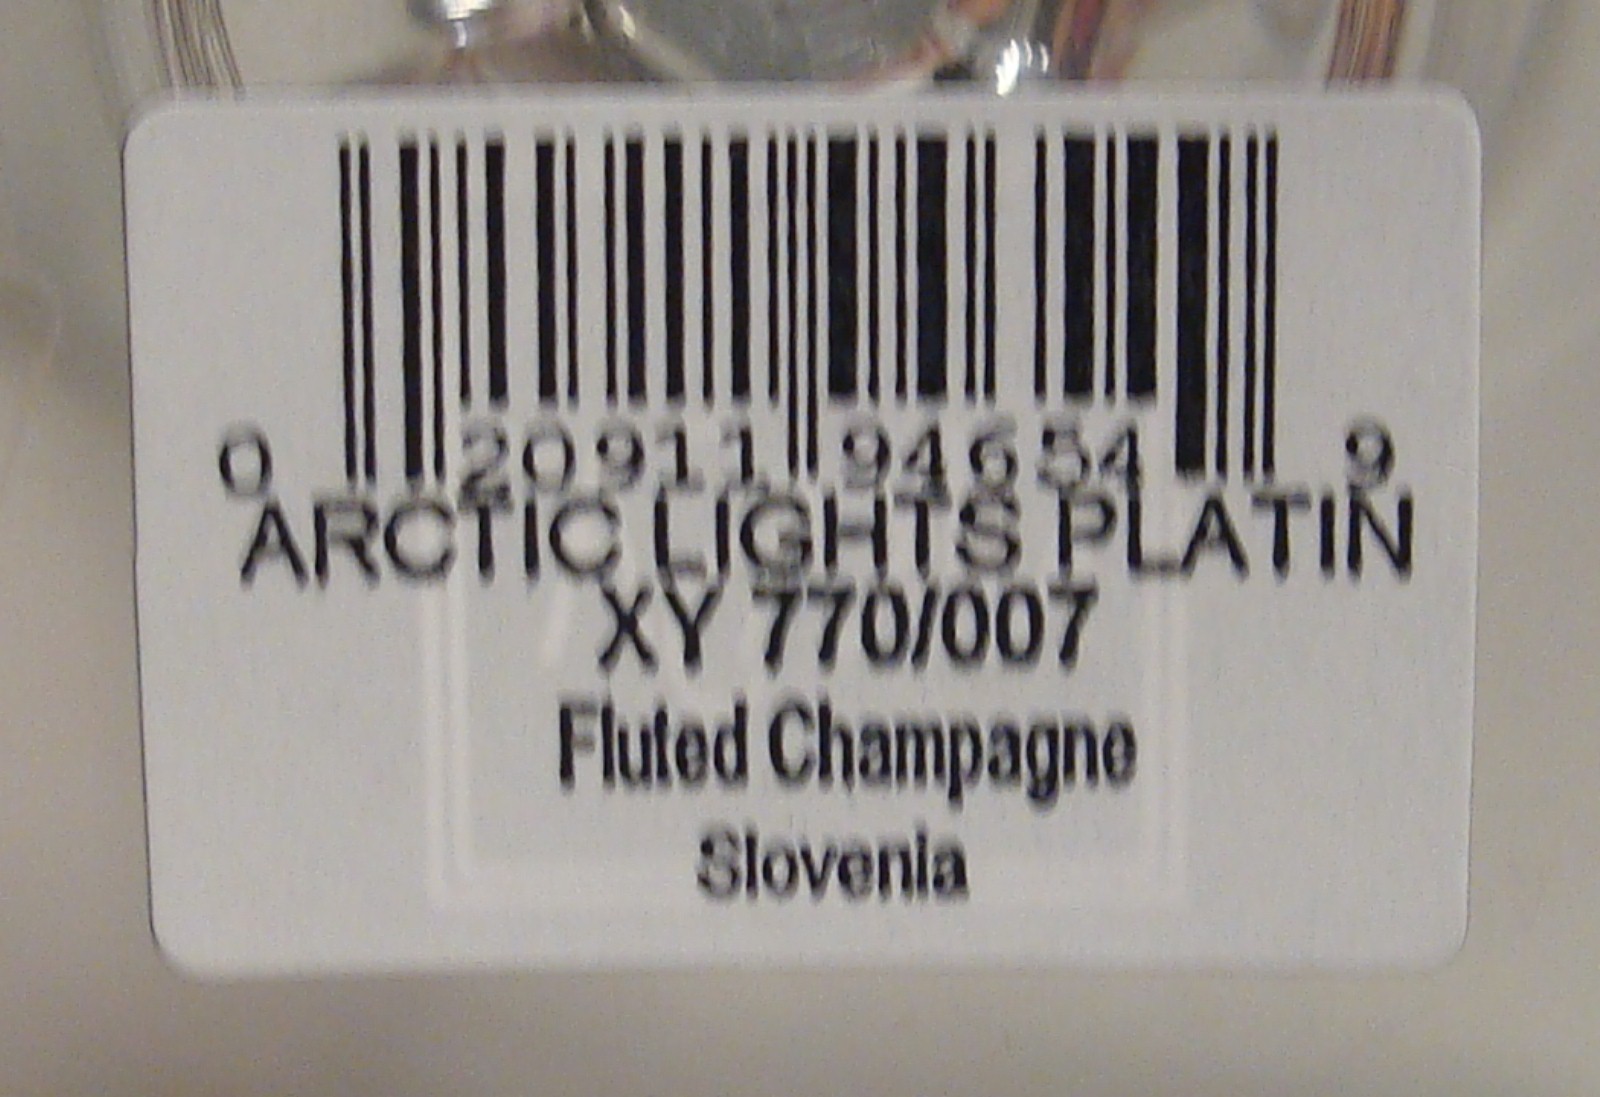 0 20911 94654 9
ARCTIC LIGHTS PLATIN
XY 770/007
Fluted Champagne
Slovenia